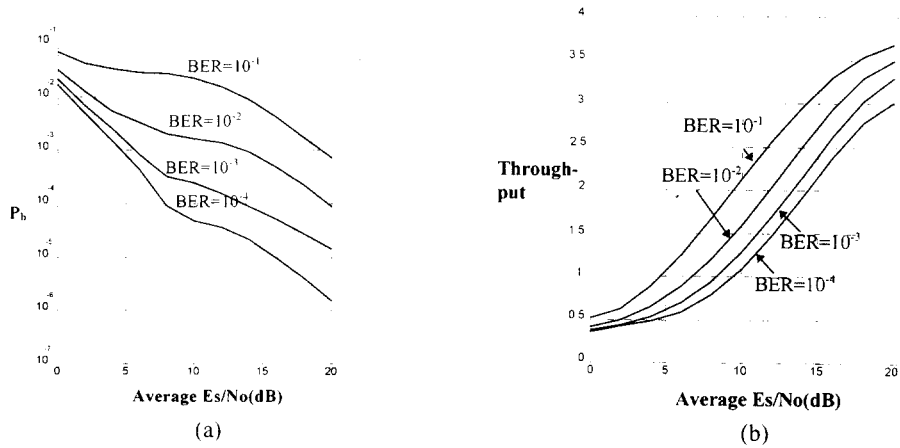 10⁻¹
10⁻²
10⁻³
10⁻⁴
10⁻⁵
10⁻⁶
10⁻⁷
P_b
BER=10⁻¹
BER=10⁻²
BER=10⁻³
BER=10⁻⁴
0 5 10 15 20
Average Es/No(dB)
(a)
4
3 5
3
2.5
2
1 5
1
0 5
0
Through-
put
BER=10⁻¹
BER=10⁻²
BER=10⁻³
BER=10⁻⁴
0 5 10 15 20
Average Es/No(dB)
(b)